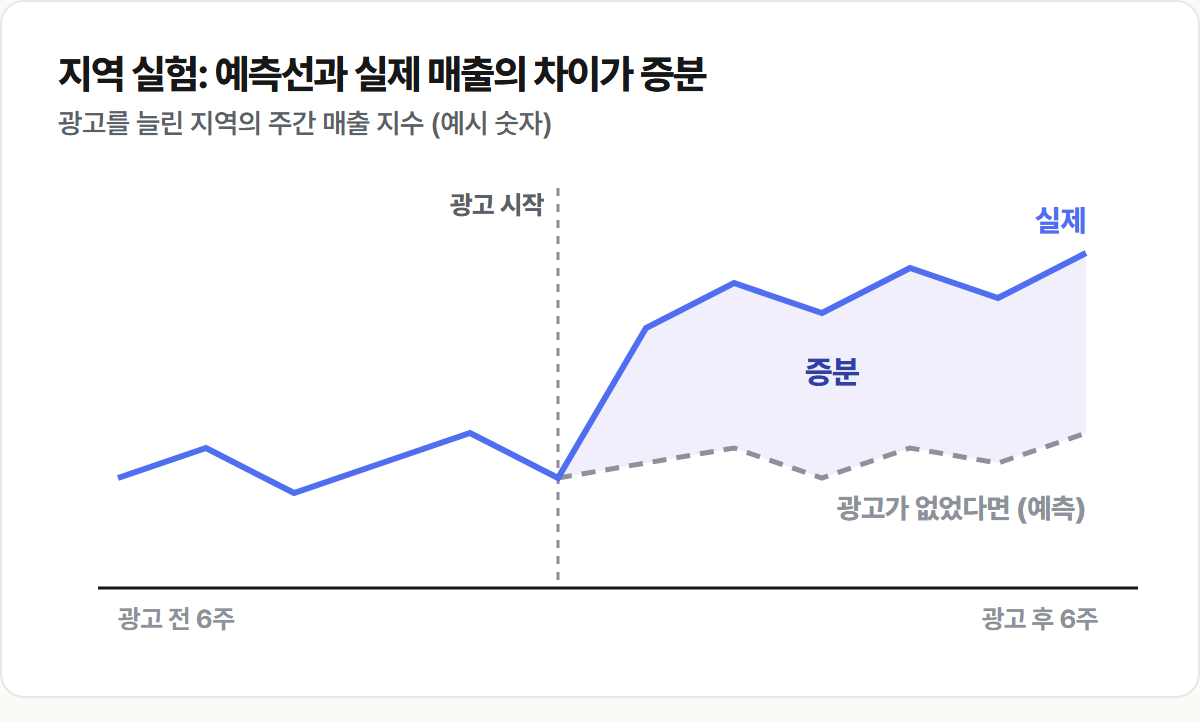 지역 실험: 예측선과 실제 매출의 차이가 증분
광고를 늘린 지역의 주간 매출 지수 (예시 숫자)
광고 시작
실제
증분
광고가 없었다면 (예측)
광고 전 6주
광고 후 6주